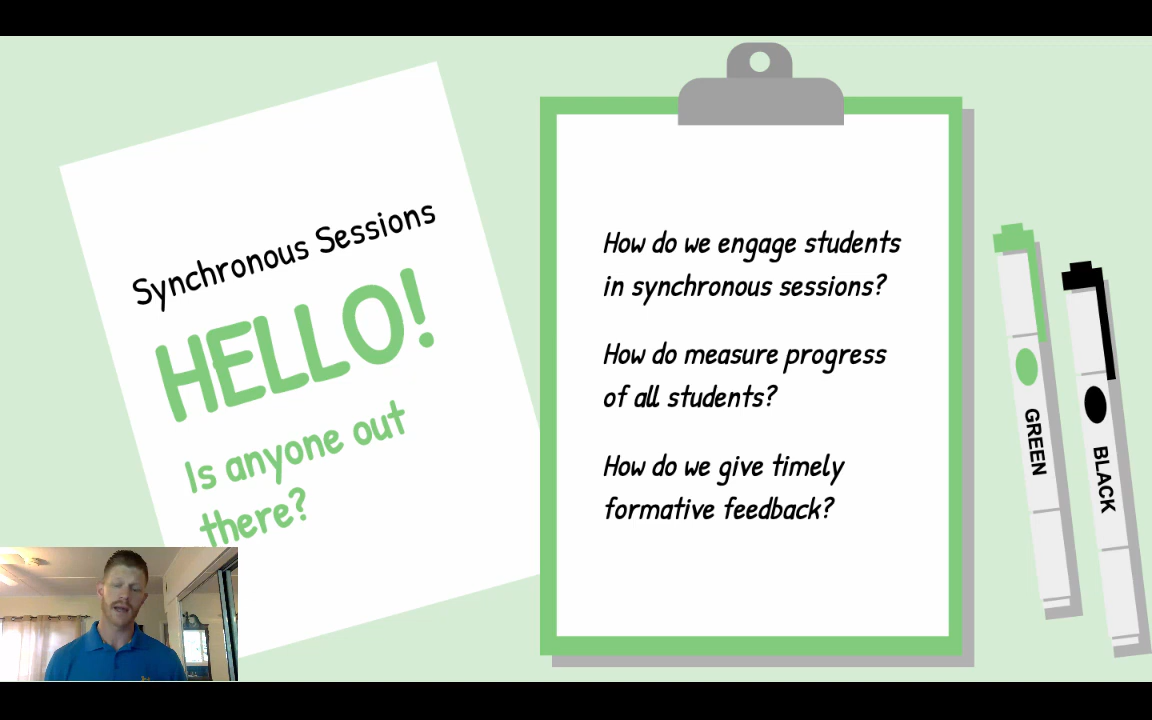 Synchronous Sessions
HELLO!
Is anyone out
there?
How do we engage students
in synchronous sessions?
How do measure progress
of all students?
How do we give timely
formative feedback?
GREEN
BLACK